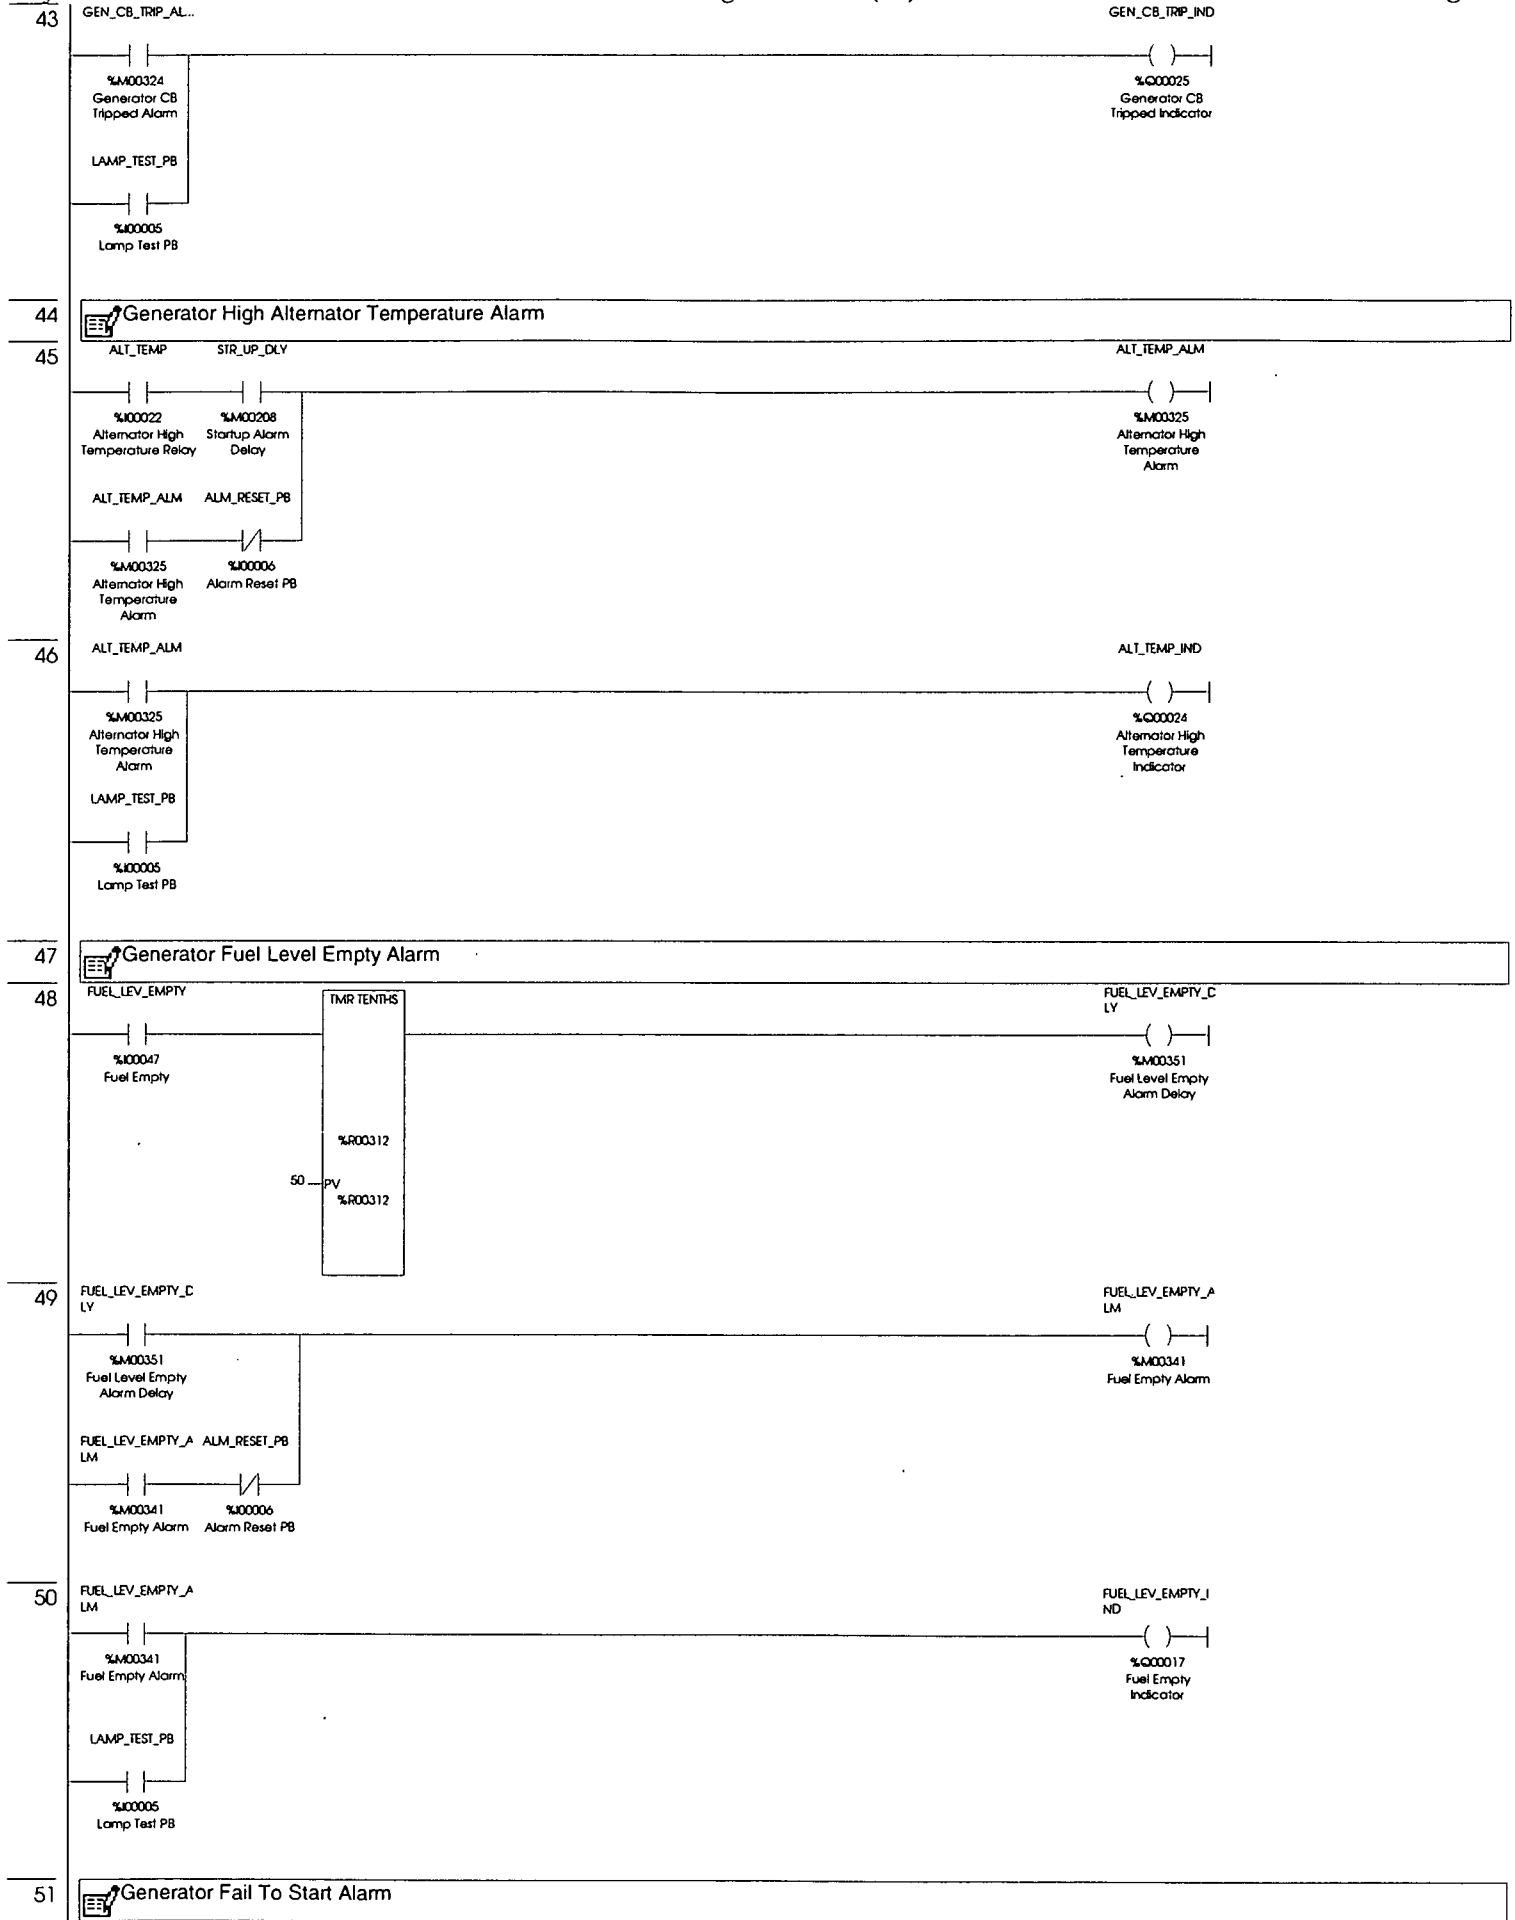 43
GEN_CB_TRIP_AL...
GEN_CB_TRIP_IND
%M00324
Generator CB
Tripped Alarm
%Q00025
Generator CB
Tripped Indicator
LAMP_TEST_PB
%I00005
Lamp Test PB
44
Generator High Alternator Temperature Alarm
45
ALT_TEMP
STR_UP_DLY
ALT_TEMP_ALM
%I00022
Alternator High
Temperature Relay
%M00208
Startup Alarm
Delay
%M00325
Alternator High
Temperature
Alarm
ALT_TEMP_ALM
ALM_RESET_PB
%M00325
Alternator High
Temperature
Alarm
%I00006
Alarm Reset PB
46
ALT_TEMP_ALM
ALT_TEMP_IND
%M00325
Alternator High
Temperature
Alarm
%Q00024
Alternator High
Temperature
Indicator
LAMP_TEST_PB
%I00005
Lamp Test PB
47
Generator Fuel Level Empty Alarm
48
FUEL_LEV_EMPTY
TMR TENTHS
FUEL_LEV_EMPTY_D
LY
%I00047
Fuel Empty
%M00351
Fuel Level Empty
Alarm Delay
%R00312
50
PV
%R00312
49
FUEL_LEV_EMPTY_D
LY
FUEL_LEV_EMPTY_A
LM
%M00351
Fuel Level Empty
Alarm Delay
%M00341
Fuel Empty Alarm
FUEL_LEV_EMPTY_A
LM
ALM_RESET_PB
%M00341
Fuel Empty Alarm
%I00006
Alarm Reset PB
50
FUEL_LEV_EMPTY_A
LM
FUEL_LEV_EMPTY_I
ND
%M00341
Fuel Empty Alarm
%Q00017
Fuel Empty
Indicator
LAMP_TEST_PB
%I00005
Lamp Test PB
51
Generator Fail To Start Alarm